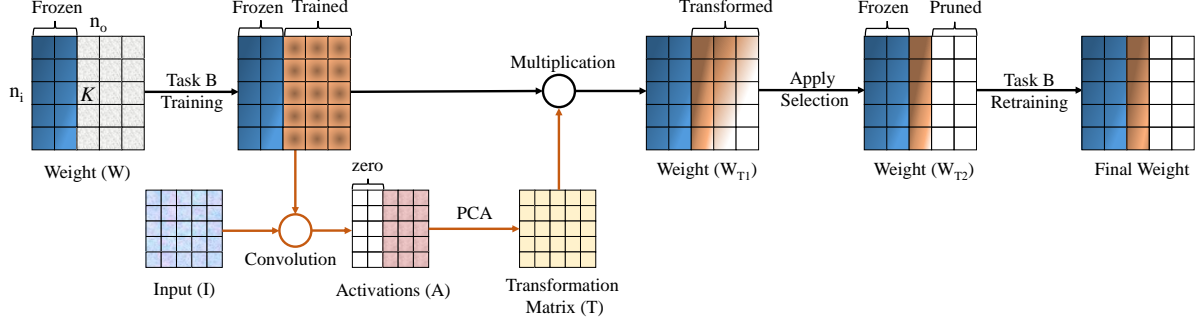 Frozen
n_o
n_i
K
Weight (W)
Task B
Training
Frozen
Trained
Multiplication
Transformed
Weight (W_T1)
Apply
Selection
Frozen
Pruned
Weight (W_T2)
Task B
Retraining
Final Weight
Input (I)
Convolution
zero
Activations (A)
PCA
Transformation
Matrix (T)